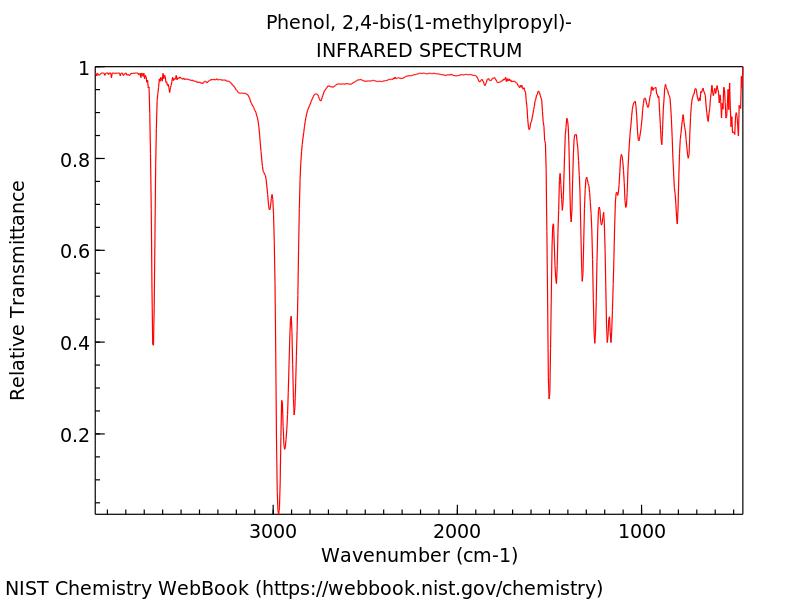 Phenol, 2,4-bis(1-methylpropyl)-
INFRARED SPECTRUM
1
0.8
0.6
0.4
0.2
Relative Transmittance
3000 2000 1000
Wavenumber (cm-1)
NIST Chemistry WebBook (https://webbook.nist.gov/chemistry)